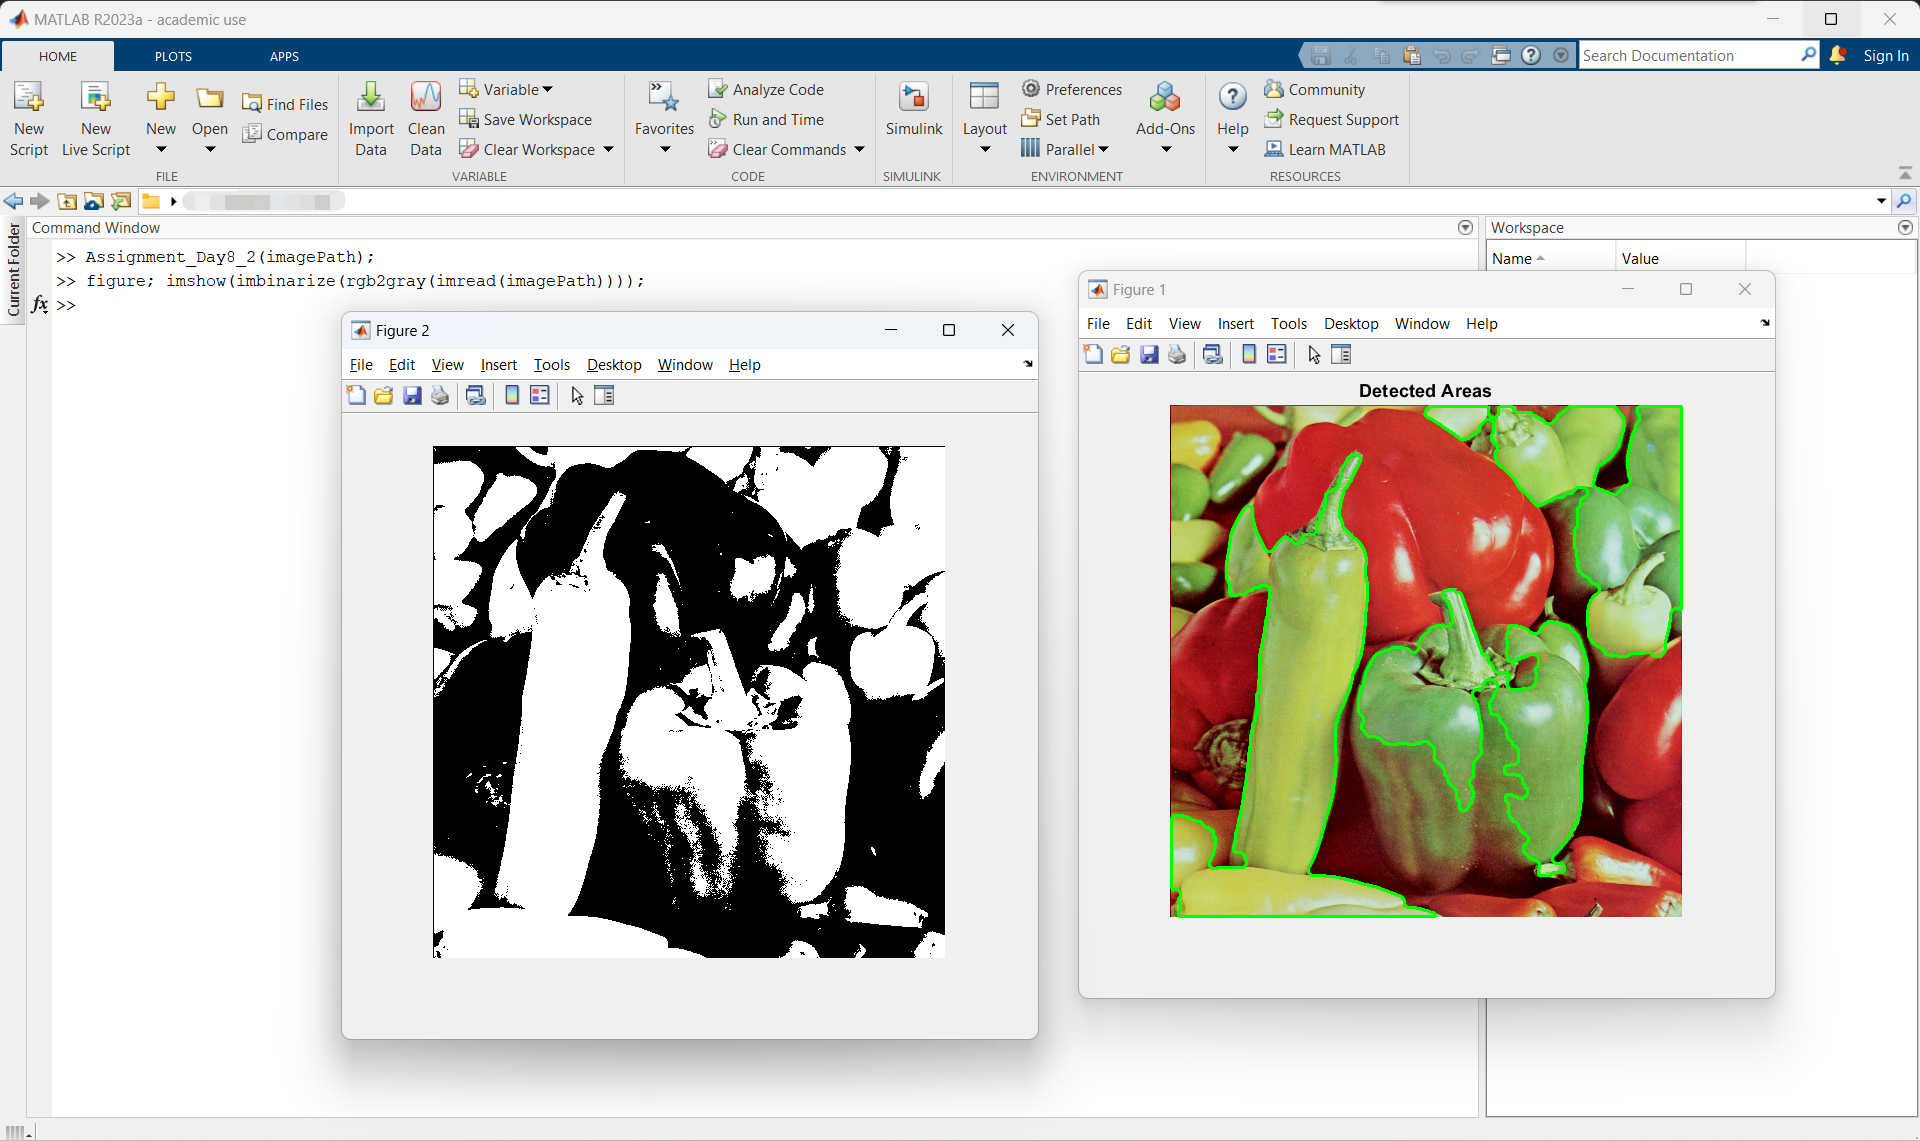 MATLAB R2023a - academic use
HOME PLOTS APPS
Search Documentation
Sign In
New Script
New Live Script
New
Open
Find Files
Compare
FILE
Import Data
Clean Data
Variable
Save Workspace
Clear Workspace
VARIABLE
Favorites
Analyze Code
Run and Time
Clear Commands
CODE
Simulink
SIMULINK
Layout
Preferences
Set Path
Parallel
Add-Ons
ENVIRONMENT
Help
Community
Request Support
Learn MATLAB
RESOURCES
Current Folder
Command Window
>> Assignment_Day8_2(imagePath);
>> figure; imshow(imbinarize(rgb2gray(imread(imagePath))));
fx >>
Workspace
Name Value
Figure 2
File Edit View Insert Tools Desktop Window Help
Figure 1
File Edit View Insert Tools Desktop Window Help
Detected Areas